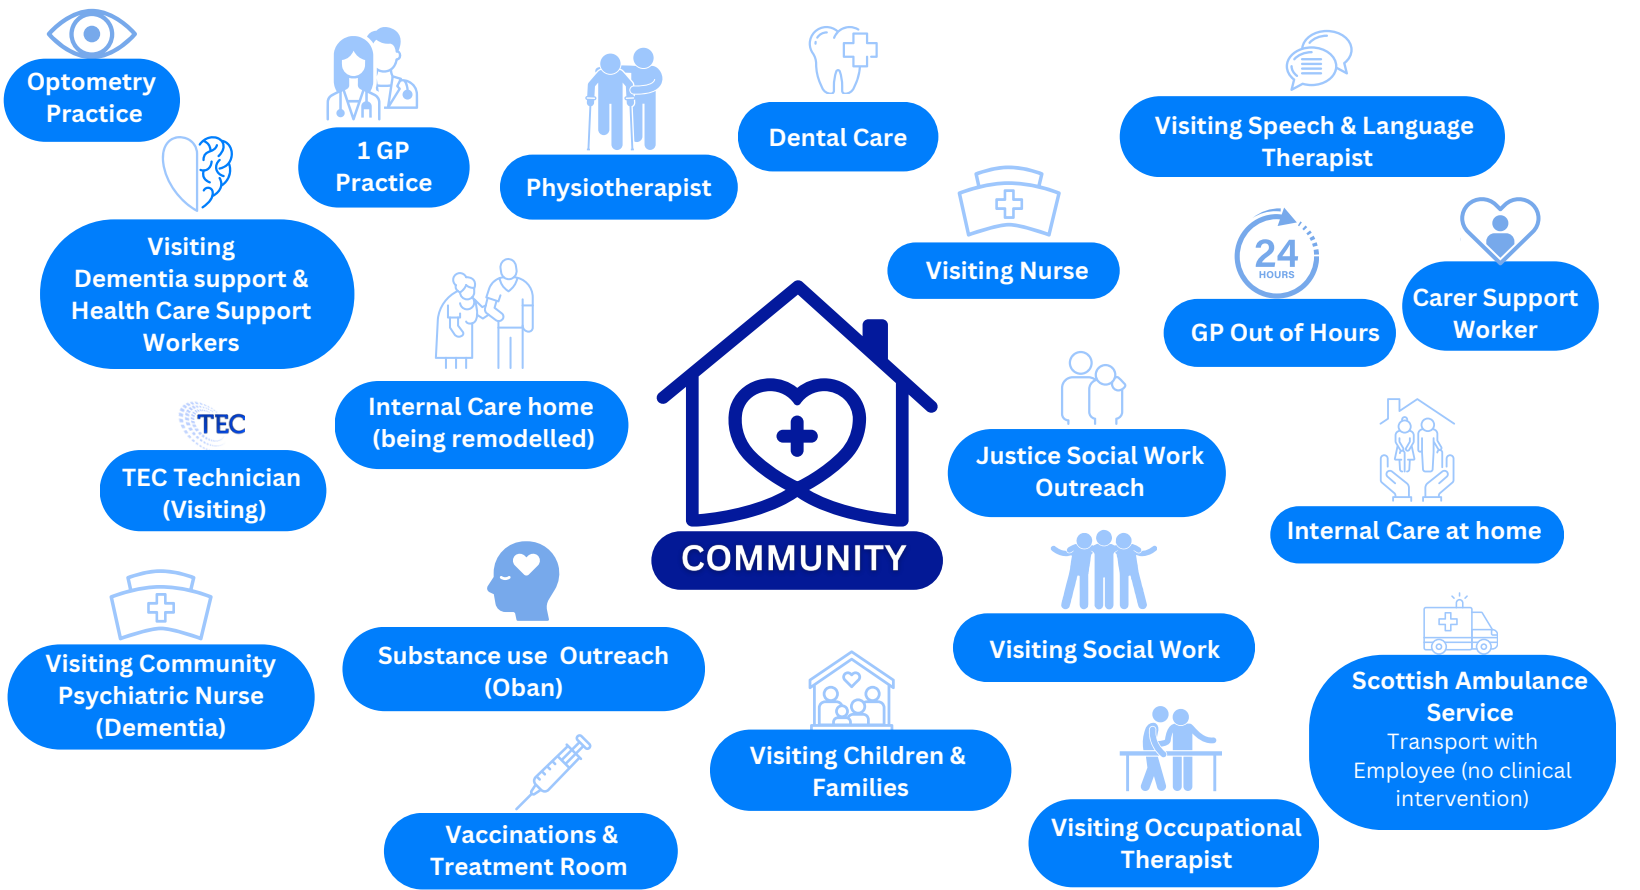 Optometry
Practice
1 GP
Practice
Physiotherapist
Dental Care
Visiting Speech & Language
Therapist
Visiting
Dementia support &
Health Care Support
Workers
Visiting Nurse
24
HOURS
GP Out of Hours
Carer Support
Worker
Internal Care home
(being remodelled)
TEC
TEC Technician
(Visiting)
Justice Social Work
Outreach
Internal Care at home
COMMUNITY
Visiting Community
Psychiatric Nurse
(Dementia)
Substance use  Outreach
(Oban)
Visiting Social Work
Scottish Ambulance
Service
Transport with
Employee (no clinical
intervention)
Visiting Children &
Families
Vaccinations &
Treatment Room
Visiting Occupational
Therapist